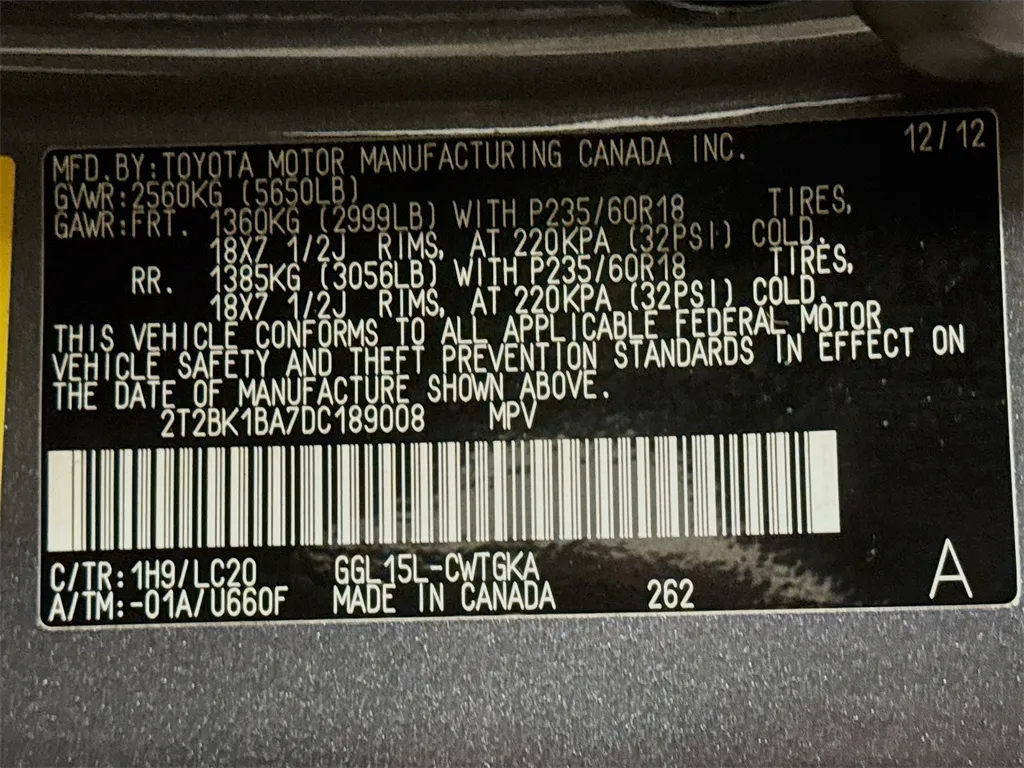 12/12
MFD.BY:TOYOTA MOTOR MANUFACTURING CANADA INC.
GVWR:2560KG (5650LB)
GAWR:FRT. 1360KG (2999LB) WITH P235/60R18 TIRES,
18X7 1/2J RIMS, AT 220KPA (32PSI) COLD.
RR. 1385KG (3056LB) WITH P235/60R18 TIRES,
18X7 1/2J RIMS, AT 220KPA (32PSI) COLD.
THIS VEHICLE CONFORMS TO ALL APPLICABLE FEDERAL MOTOR
VEHICLE SAFETY AND THEFT PREVENTION STANDARDS IN EFFECT ON
THE DATE OF MANUFACTURE SHOWN ABOVE.
2T2BK1BA7DC189008 MPV
C/TR:1H9/LC20 GGL15L-CWTGKA
A/TM:-01A/U660F MADE IN CANADA 262
A